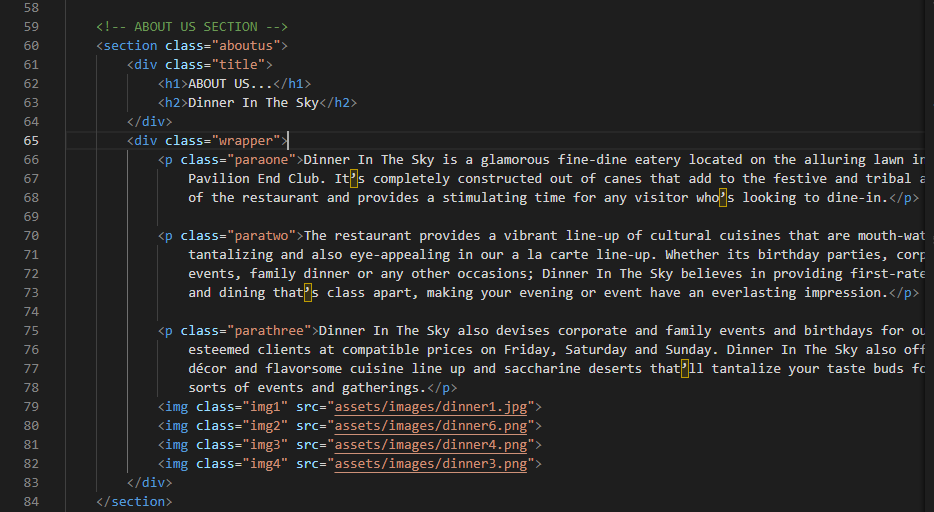 58
59 <!-- ABOUT US SECTION -->
60 <section class="aboutus">
61 <div class="title">
62 <h1>ABOUT US...</h1>
63 <h2>Dinner In The Sky</h2>
64 </div>
65 <div class="wrapper">
66 <p class="paraone">Dinner In The Sky is a glamorous fine-dine eatery located on the alluring lawn in
67 Pavilion End Club. It’s completely constructed out of canes that add to the festive and tribal a
68 of the restaurant and provides a stimulating time for any visitor who’s looking to dine-in.</p>
69
70 <p class="paratwo">The restaurant provides a vibrant line-up of cultural cuisines that are mouth-wat
71 tantalizing and also eye-appealing in our a la carte line-up. Whether its birthday parties, corp
72 events, family dinner or any other occasions; Dinner In The Sky believes in providing first-rate
73 and dining that’s class apart, making your evening or event have an everlasting impression.</p>
74
75 <p class="parathree">Dinner In The Sky also devises corporate and family events and birthdays for ou
76 esteemed clients at compatible prices on Friday, Saturday and Sunday. Dinner In The Sky also off
77 décor and flavorsome cuisine line up and saccharine deserts that’ll tantalize your taste buds fo
78 sorts of events and gatherings.</p>
79 <img class="img1" src="assets/images/dinner1.jpg">
80 <img class="img2" src="assets/images/dinner6.png">
81 <img class="img3" src="assets/images/dinner4.png">
82 <img class="img4" src="assets/images/dinner3.png">
83 </div>
84 </section>